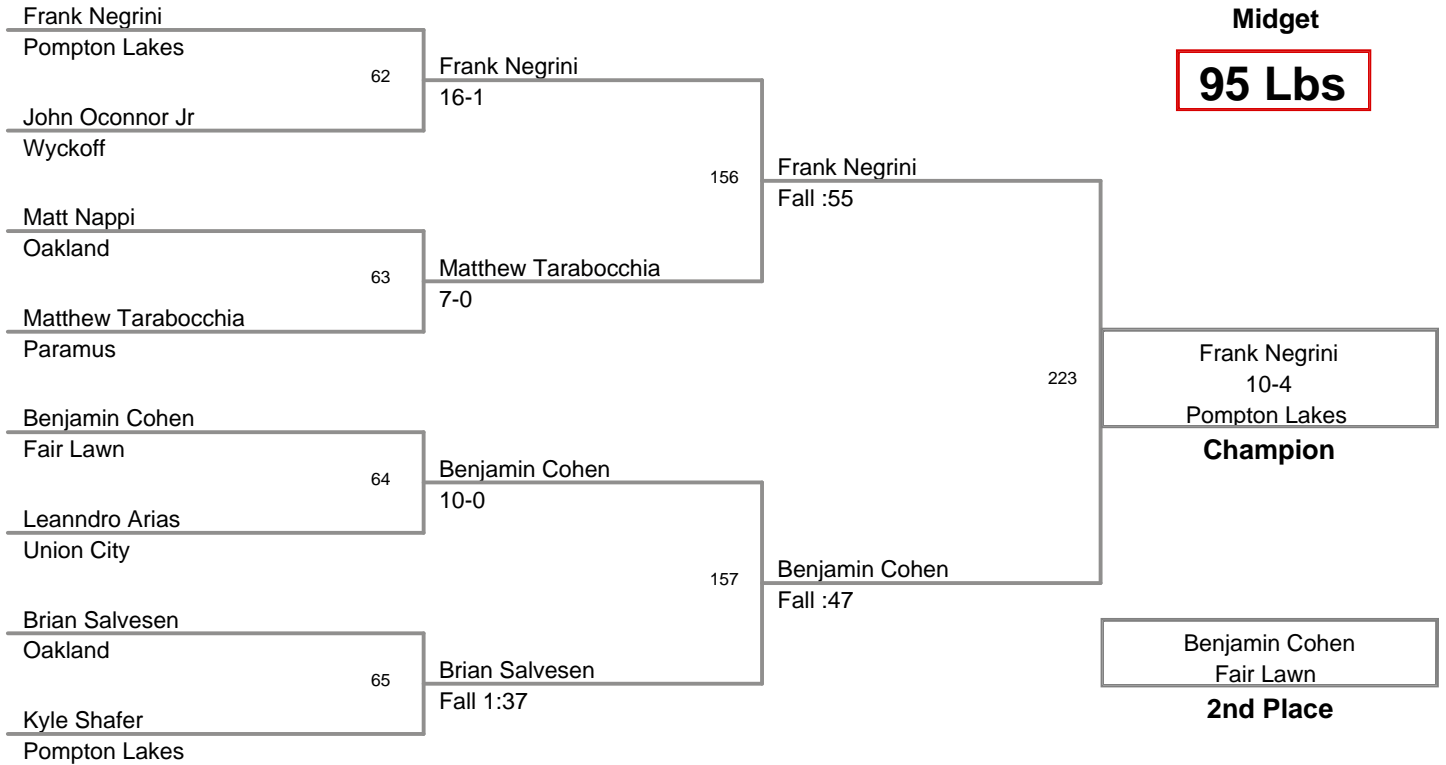 Frank Negrini
Pompton Lakes
62
John Oconnor Jr
Wyckoff
Frank Negrini
16-1
Matt Nappi
Oakland
63
Matthew Tarabocchia
Paramus
Matthew Tarabocchia
7-0
156
Frank Negrini
Fall :55
Benjamin Cohen
Fair Lawn
64
Leanndro Arias
Union City
Benjamin Cohen
10-0
Brian Salvesen
Oakland
65
Kyle Shafer
Pompton Lakes
Brian Salvesen
Fall 1:37
157
Benjamin Cohen
Fall :47
223
Midget
95 Lbs
Frank Negrini
10-4
Pompton Lakes
Champion
Benjamin Cohen
Fair Lawn
2nd Place